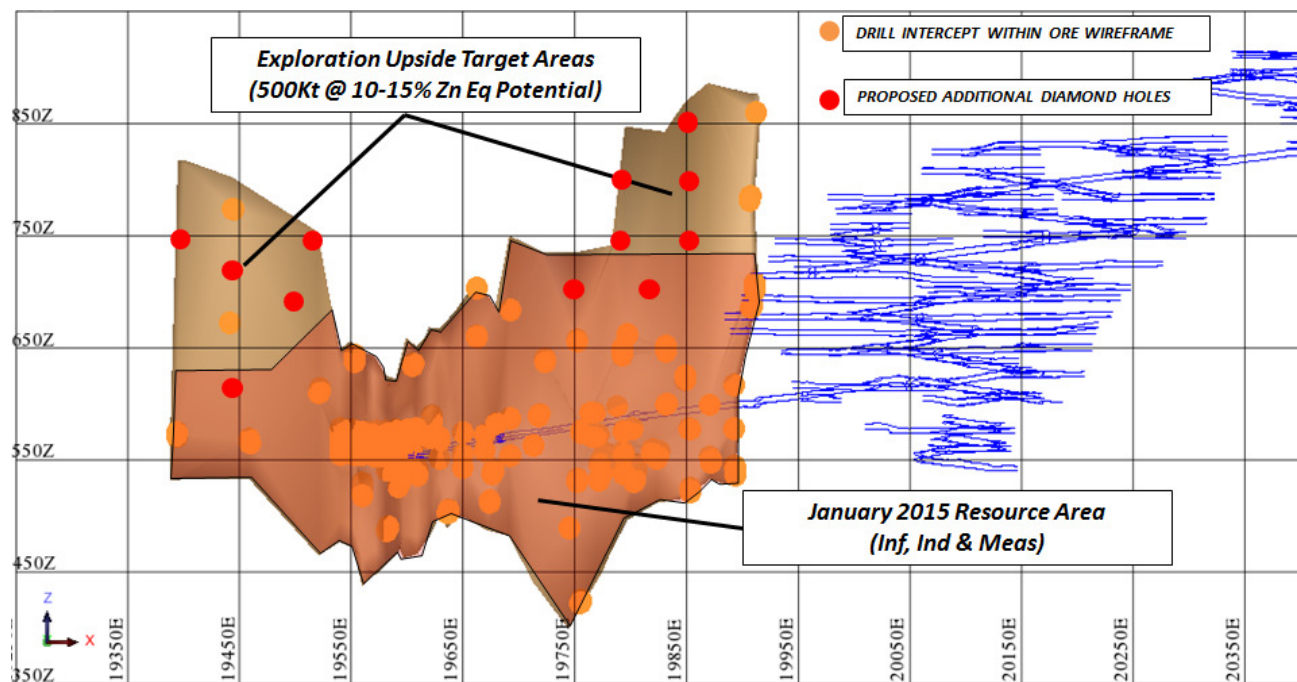 DRILL INTERCEPT WITHIN ORE WIREFRAME
Exploration Upside Target Areas
(500Kt @ 10-15% Zn Eq Potential)
PROPOSED ADDITIONAL DIAMOND HOLES
850Z
750Z
650Z
550Z
January 2015 Resource Area
(Inf, Ind & Meas)
450Z
Z
X
350Z
19350E
19450E
19550E
19650E
19750E
19850E
19950E
20050E
20150E
20250E
20350E